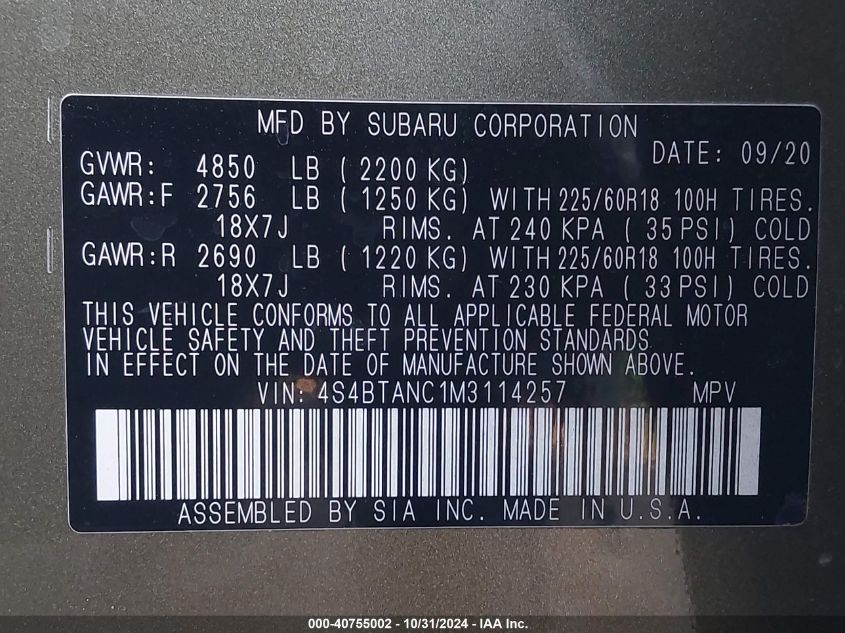 MFD BY SUBARU CORPORATION
DATE: 09/20
GVWR: 4850 LB ( 2200 KG)
GAWR:F 2756 LB ( 1250 KG) WITH 225/60R18 100H TIRES.
18X7J RIMS. AT 240 KPA ( 35 PSI) COLD
GAWR:R 2690 LB ( 1220 KG) WITH 225/60R18 100H TIRES.
18X7J RIMS. AT 230 KPA ( 33 PSI) COLD
THIS VEHICLE CONFORMS TO ALL APPLICABLE FEDERAL MOTOR
VEHICLE SAFETY AND THEFT PREVENTION STANDARDS
IN EFFECT ON THE DATE OF MANUFACTURE SHOWN ABOVE.
VIN: 4S4BTANC1M3114257 MPV
ASSEMBLED BY SIA INC. MADE IN U.S.A.
000-40755002 - 10/31/2024 - IAA Inc.